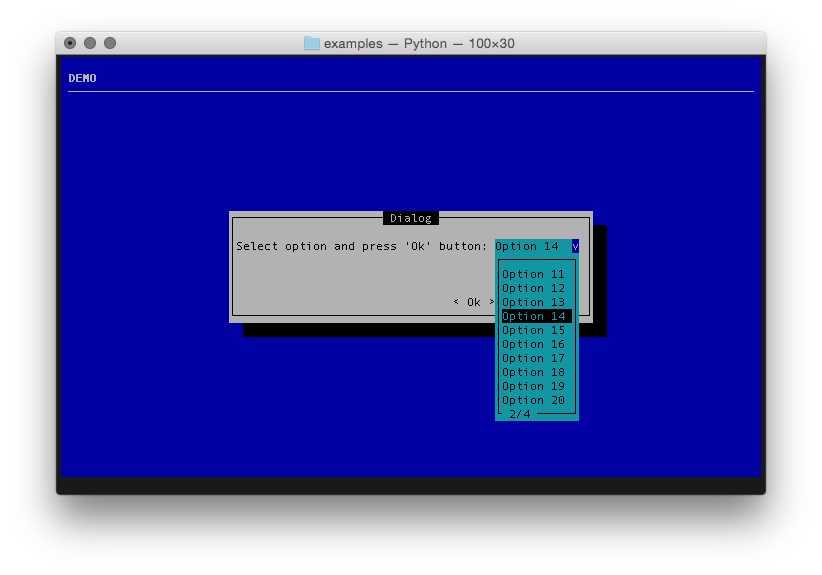 examples — Python — 100×30
DEMO
Dialog
Select option and press 'Ok' button: Option 14 v
Option 11
Option 12
Option 13
< Ok >
Option 14
Option 15
Option 16
Option 17
Option 18
Option 19
Option 20
2/4